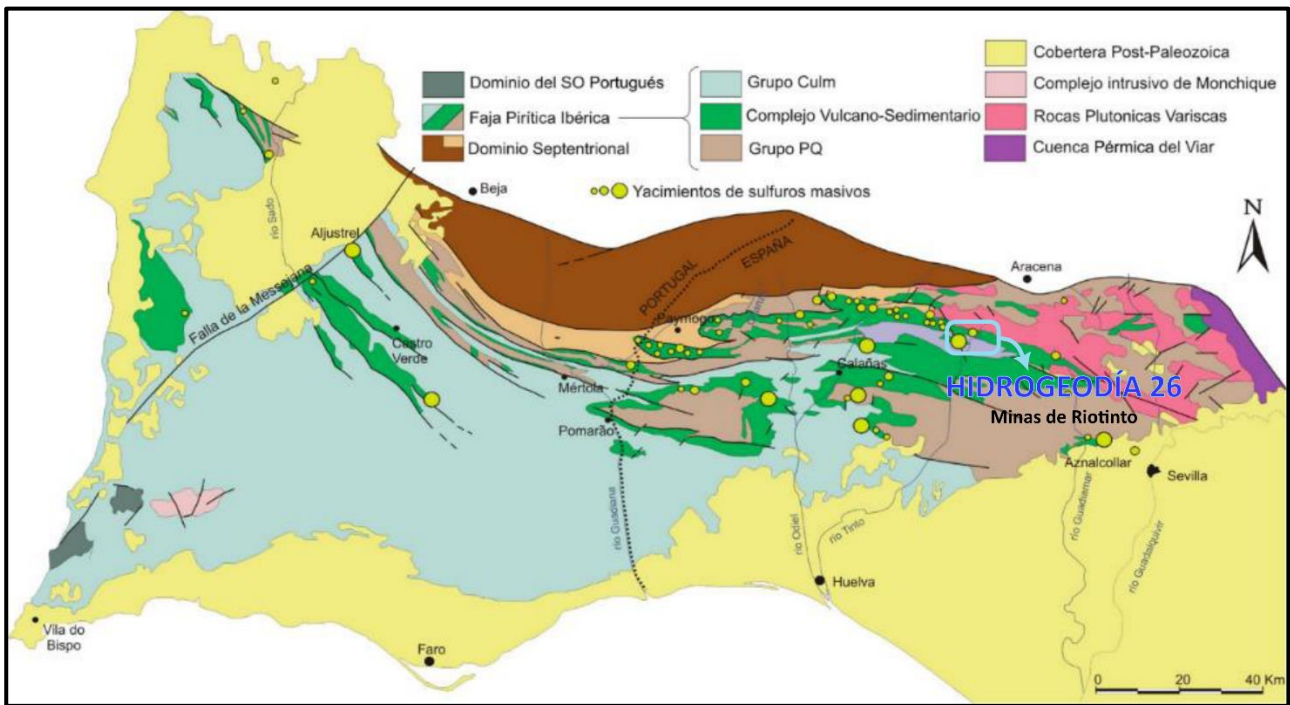 Cobertera Post-Paleozoica
Dominio del SO Portugués
Grupo Culm
Complejo intrusivo de Monchique
Faja Pirítica Ibérica
Complejo Vulcano-Sedimentario
Rocas Plutonicas Variscas
Dominio Septentrional
Grupo PQ
Cuenca Pérmica del Viar
Yacimientos de sulfuros masivos
Beja
N
río Sado
Aljustrel
PORTUGAL
ESPAÑA
Aracena
Falla de la Messejana
Paymogo
Castro
Verde
Calañas
Mértola
HIDROGEODÍA 26
Minas de Riotinto
Pomarão
Aznalcollar
Sevilla
río Guadiana
río Odiel
río Tinto
río Guadiamar
río Guadalquivir
Huelva
Vila do
Bispo
Faro
0 20 40 Km